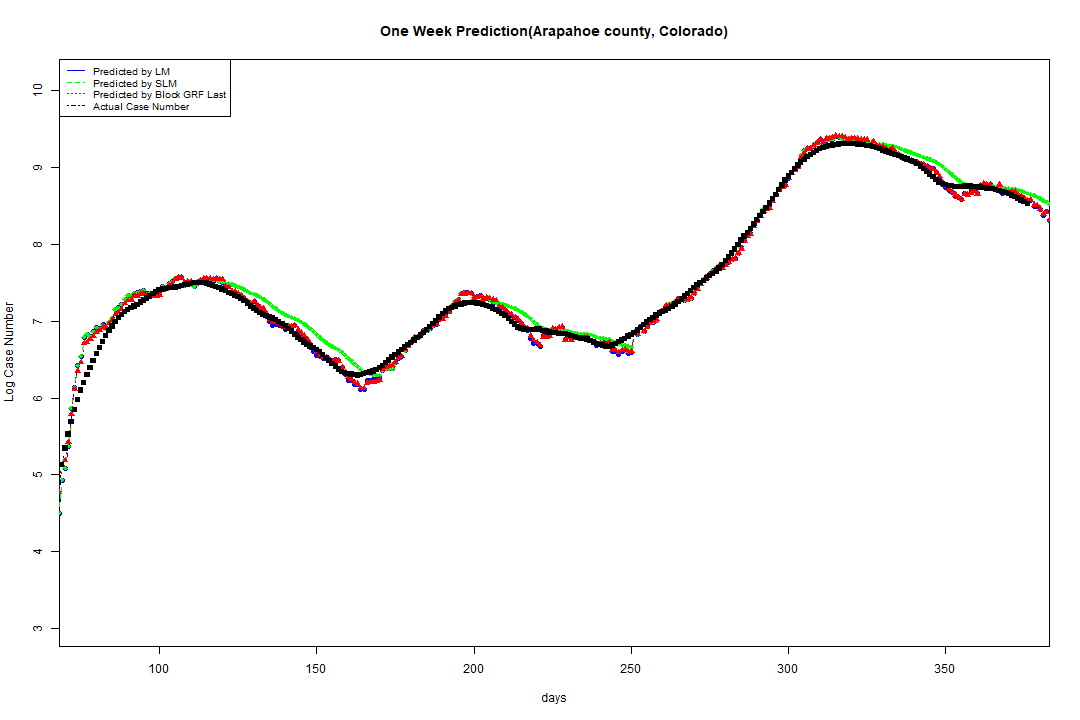 One Week Prediction(Arapahoe county, Colorado)
Predicted by LM
Predicted by SLM
Predicted by Block GRF Last
Actual Case Number
10
9
8
7
6
5
4
3
Log Case Number
100 150 200 250 300 350
days